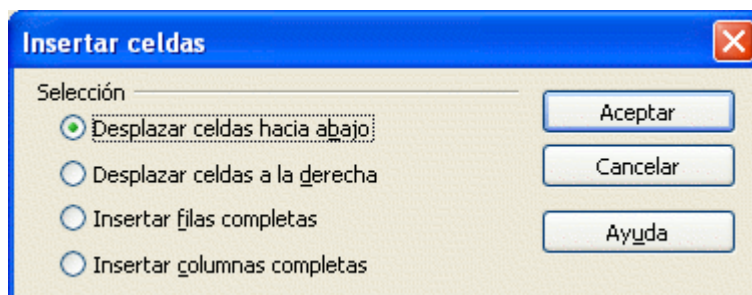 Insertar celdas
Selección
Desplazar celdas hacia abajo
Desplazar celdas a la derecha
Insertar filas completas
Insertar columnas completas
Aceptar
Cancelar
Ayuda